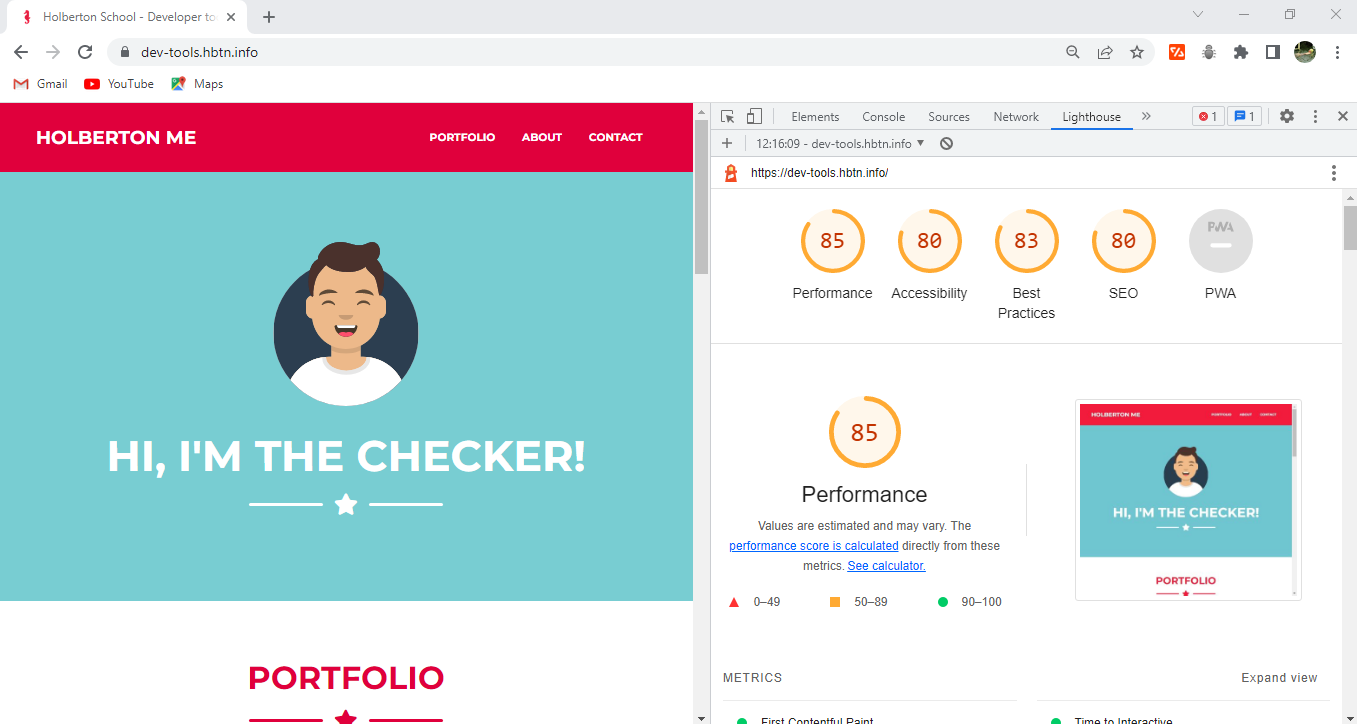 Holberton School - Developer to
dev-tools.hbtn.info
Gmail
YouTube
Maps
HOLBERTON ME
PORTFOLIO
ABOUT
CONTACT
HI, I'M THE CHECKER!
PORTFOLIO
Elements
Console
Sources
Network
Lighthouse
1
1
12:16:09 - dev-tools.hbtn.info
https://dev-tools.hbtn.info/
85
80
83
80
PWA
Performance
Accessibility
Best
Practices
SEO
PWA
85
Performance
Values are estimated and may vary. The
performance score is calculated directly from these
metrics. See calculator.
0–49
50–89
90–100
HOLBERTON ME
PORTFOLIO
ABOUT
CONTACT
HI, I'M THE CHECKER!
PORTFOLIO
METRICS
Expand view
First Contentful Paint
Time to Interactive